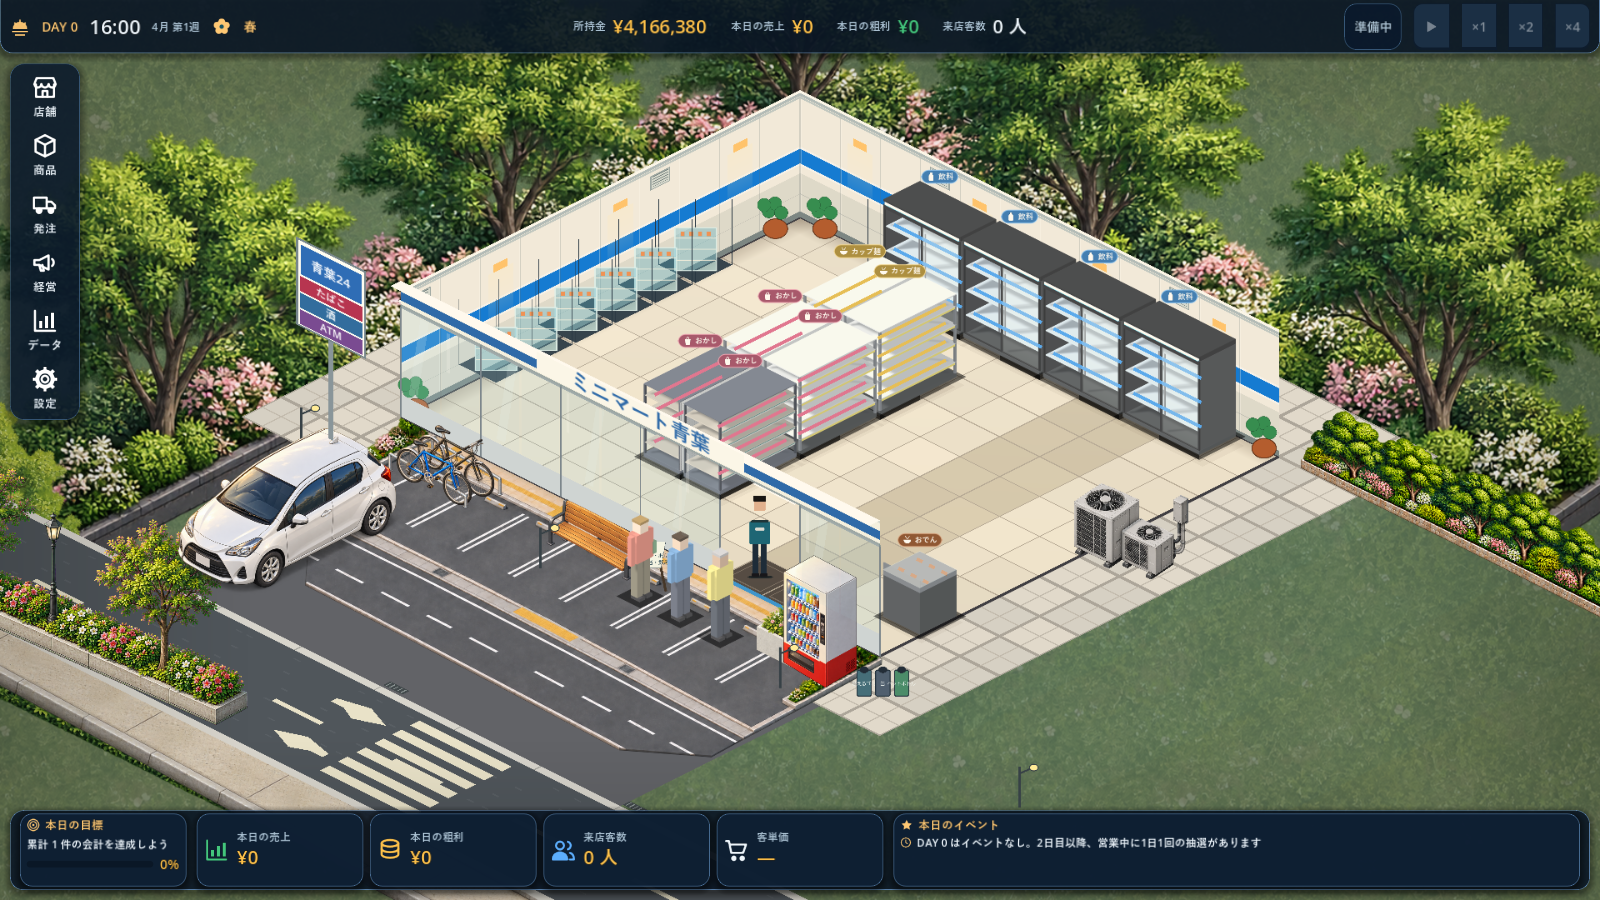 DAY 0 16:00 4月 第1週 春
所持金 ¥4,166,380 本日の売上 ¥0 本日の粗利 ¥0 来店客数 0 人
準備中 ×1 ×2 ×4
店舗
商品
発注
経営
データ
設定
飲料
飲料
飲料
飲料
カップ麺
カップ麺
おかし
おかし
おかし
おかし
青葉24
たばこ
酒
ATM
ミニマート青葉
おでん
本日の目標
累計 1 件の会計を達成しよう
0%
本日の売上
¥0
本日の粗利
¥0
来店客数
0 人
客単価
—
本日のイベント
DAY 0 はイベントなし。2日目以降、営業中に1日1回の抽選があります